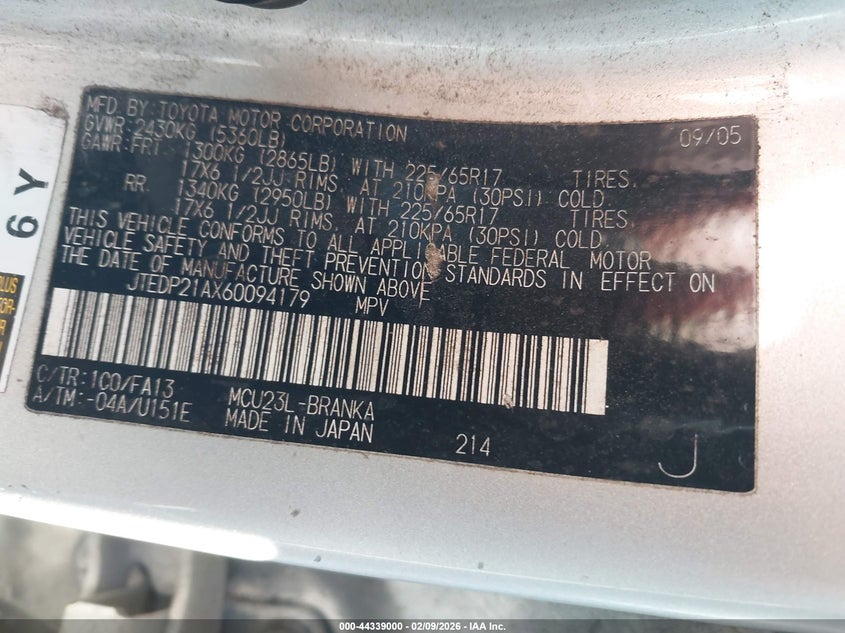 MFD. BY: TOYOTA MOTOR CORPORATION 09/05
GVWR: 2430KG (5360LB)
GAWR: FRT. 1300KG (2865LB) WITH 225/65R17 TIRES,
17X6 1/2JJ RIMS, AT 210KPA (30PSI) COLD.
RR. 1340KG (2950LB) WITH 225/65R17 TIRES,
17X6 1/2JJ RIMS, AT 210KPA (30PSI) COLD.
THIS VEHICLE CONFORMS TO ALL APPLICABLE FEDERAL MOTOR
VEHICLE SAFETY AND THEFT PREVENTION STANDARDS IN EFFECT ON
THE DATE OF MANUFACTURE SHOWN ABOVE.
JTEDP21AX60094179 MPV
C/TR: 1C0/FA13 MCU23L-BRANKA
A/TM: -04A/U151E MADE IN JAPAN
214
J
6 Y
000-44339000 - 02/09/2026 - IAA Inc.